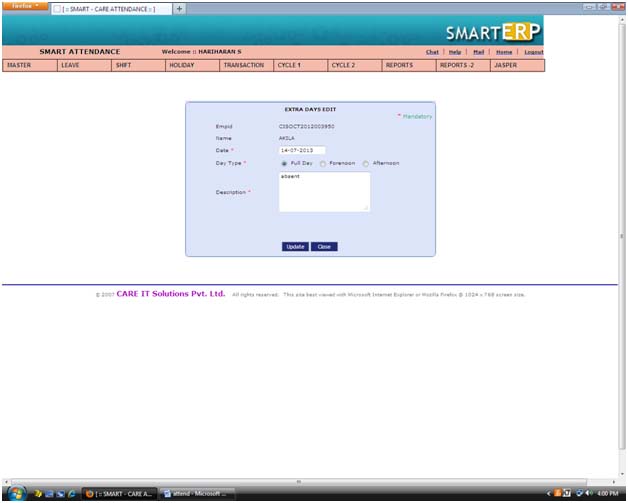 Firefox
[ :: SMART - CARE ATTENDANCE :: ]
SMARTERP
SMART ATTENDANCE
Welcome :: HARIHARAN S
Chat | Help | Mail | Home | Logout
MASTER LEAVE SHIFT HOLIDAY TRANSACTION CYCLE 1 CYCLE 2 REPORTS REPORTS -2 JASPER
EXTRA DAYS EDIT
* Mandatory
Empid CISOCT2012003950
Name AKILA
Date * 14-07-2013
Day Type * Full Day Forenoon Afternoon
absent
Description *
Update Close
© 2007 CARE IT Solutions Pvt. Ltd. All rights reserved. This site best viewed with Microsoft Internet Explorer or Mozilla Firefox @ 1024 x 768 screen size.
[ :: SMART - CARE A... attend - Microsoft ... 4:00 PM